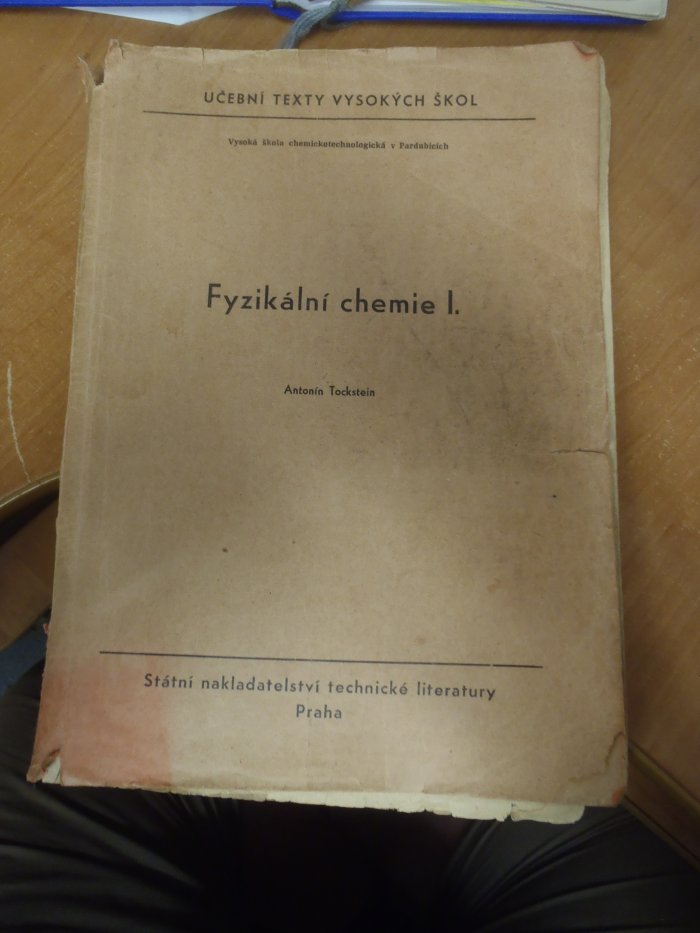 UČEBNÍ TEXTY VYSOKÝCH ŠKOL
Vysoká škola chemickotechnologická v Pardubicích
Fyzikální chemie I.
Antonín Tockstein
Státní nakladatelství technické literatury
Praha